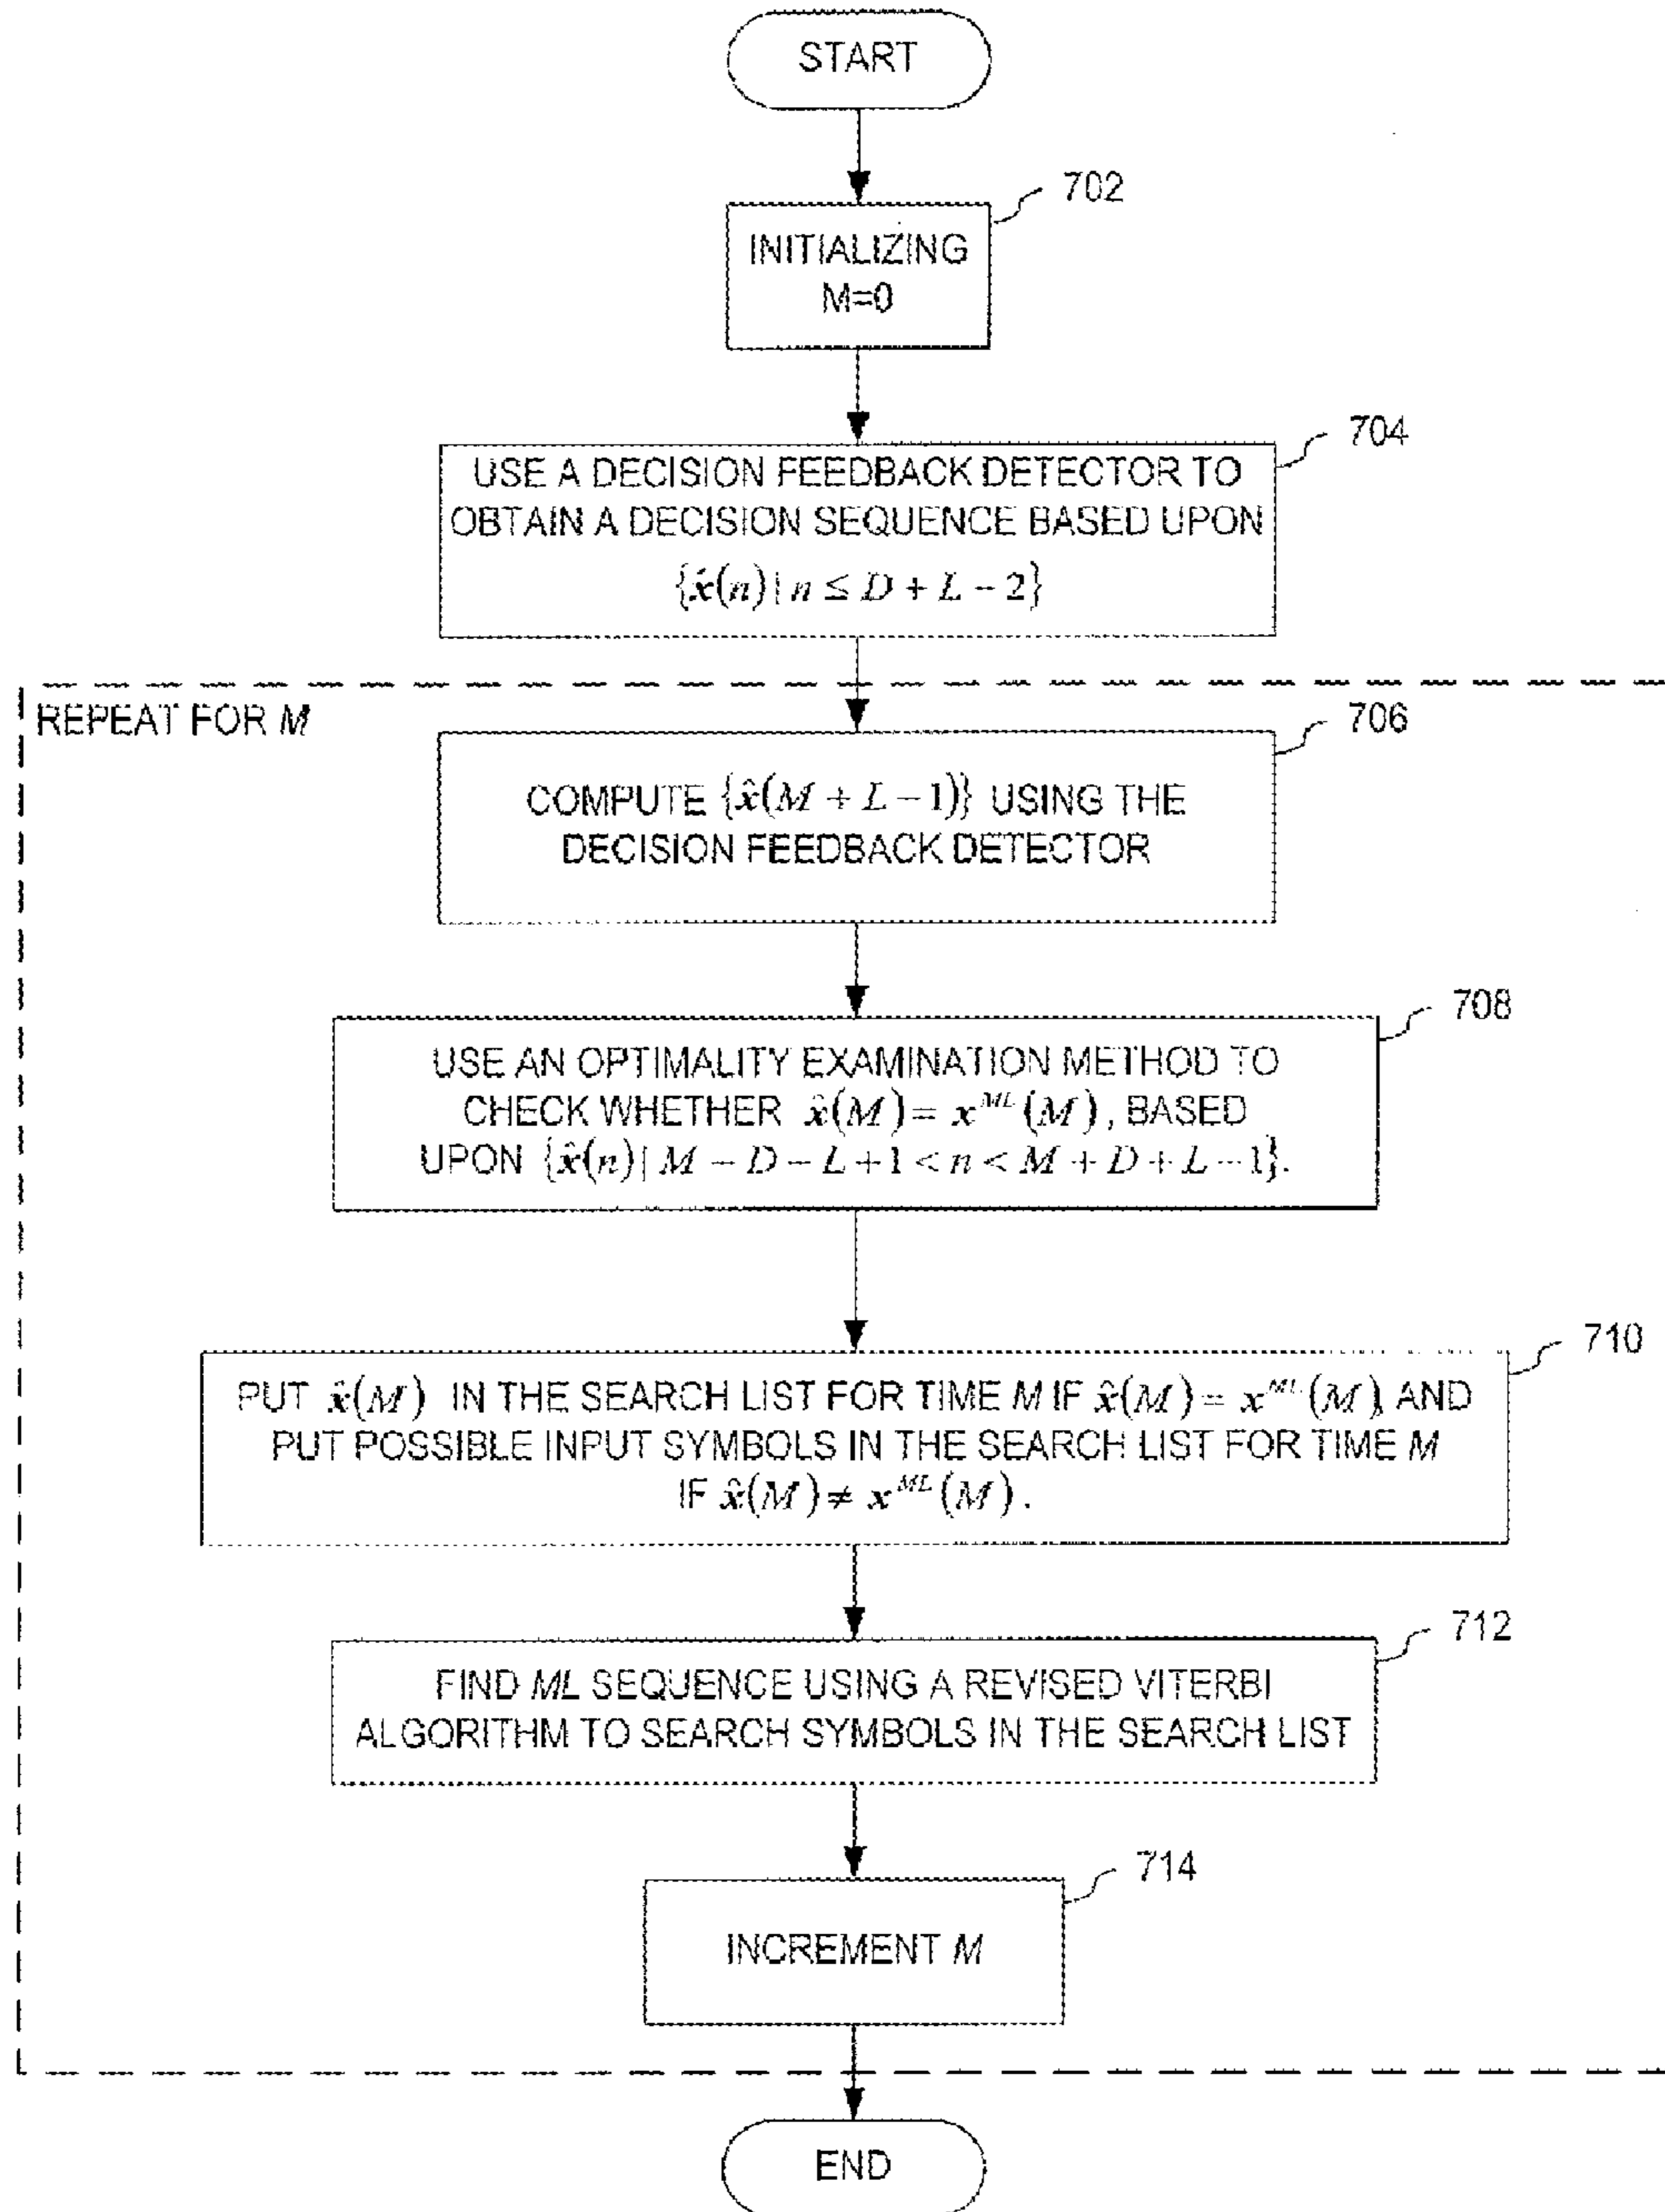 START
702
INITIALIZING
M=0
704
USE A DECISION FEEDBACK DETECTOR TO
OBTAIN A DECISION SEQUENCE BASED UPON
{x̂(n) | n ≤ D + L - 2}
REPEAT FOR M
706
COMPUTE {x̂(M + L - 1)} USING THE
DECISION FEEDBACK DETECTOR
708
USE AN OPTIMALITY EXAMINATION METHOD TO
CHECK WHETHER x̂(M) = x^{ML}(M), BASED
UPON {x̂(n) | M - D - L + 1 < n < M + D + L - 1}.
710
PUT x̂(M) IN THE SEARCH LIST FOR TIME M IF x̂(M) = x^{ML}(M), AND
PUT POSSIBLE INPUT SYMBOLS IN THE SEARCH LIST FOR TIME M
IF x̂(M) ≠ x^{ML}(M).
712
FIND ML SEQUENCE USING A REVISED VITERBI
ALGORITHM TO SEARCH SYMBOLS IN THE SEARCH LIST
714
INCREMENT M
END